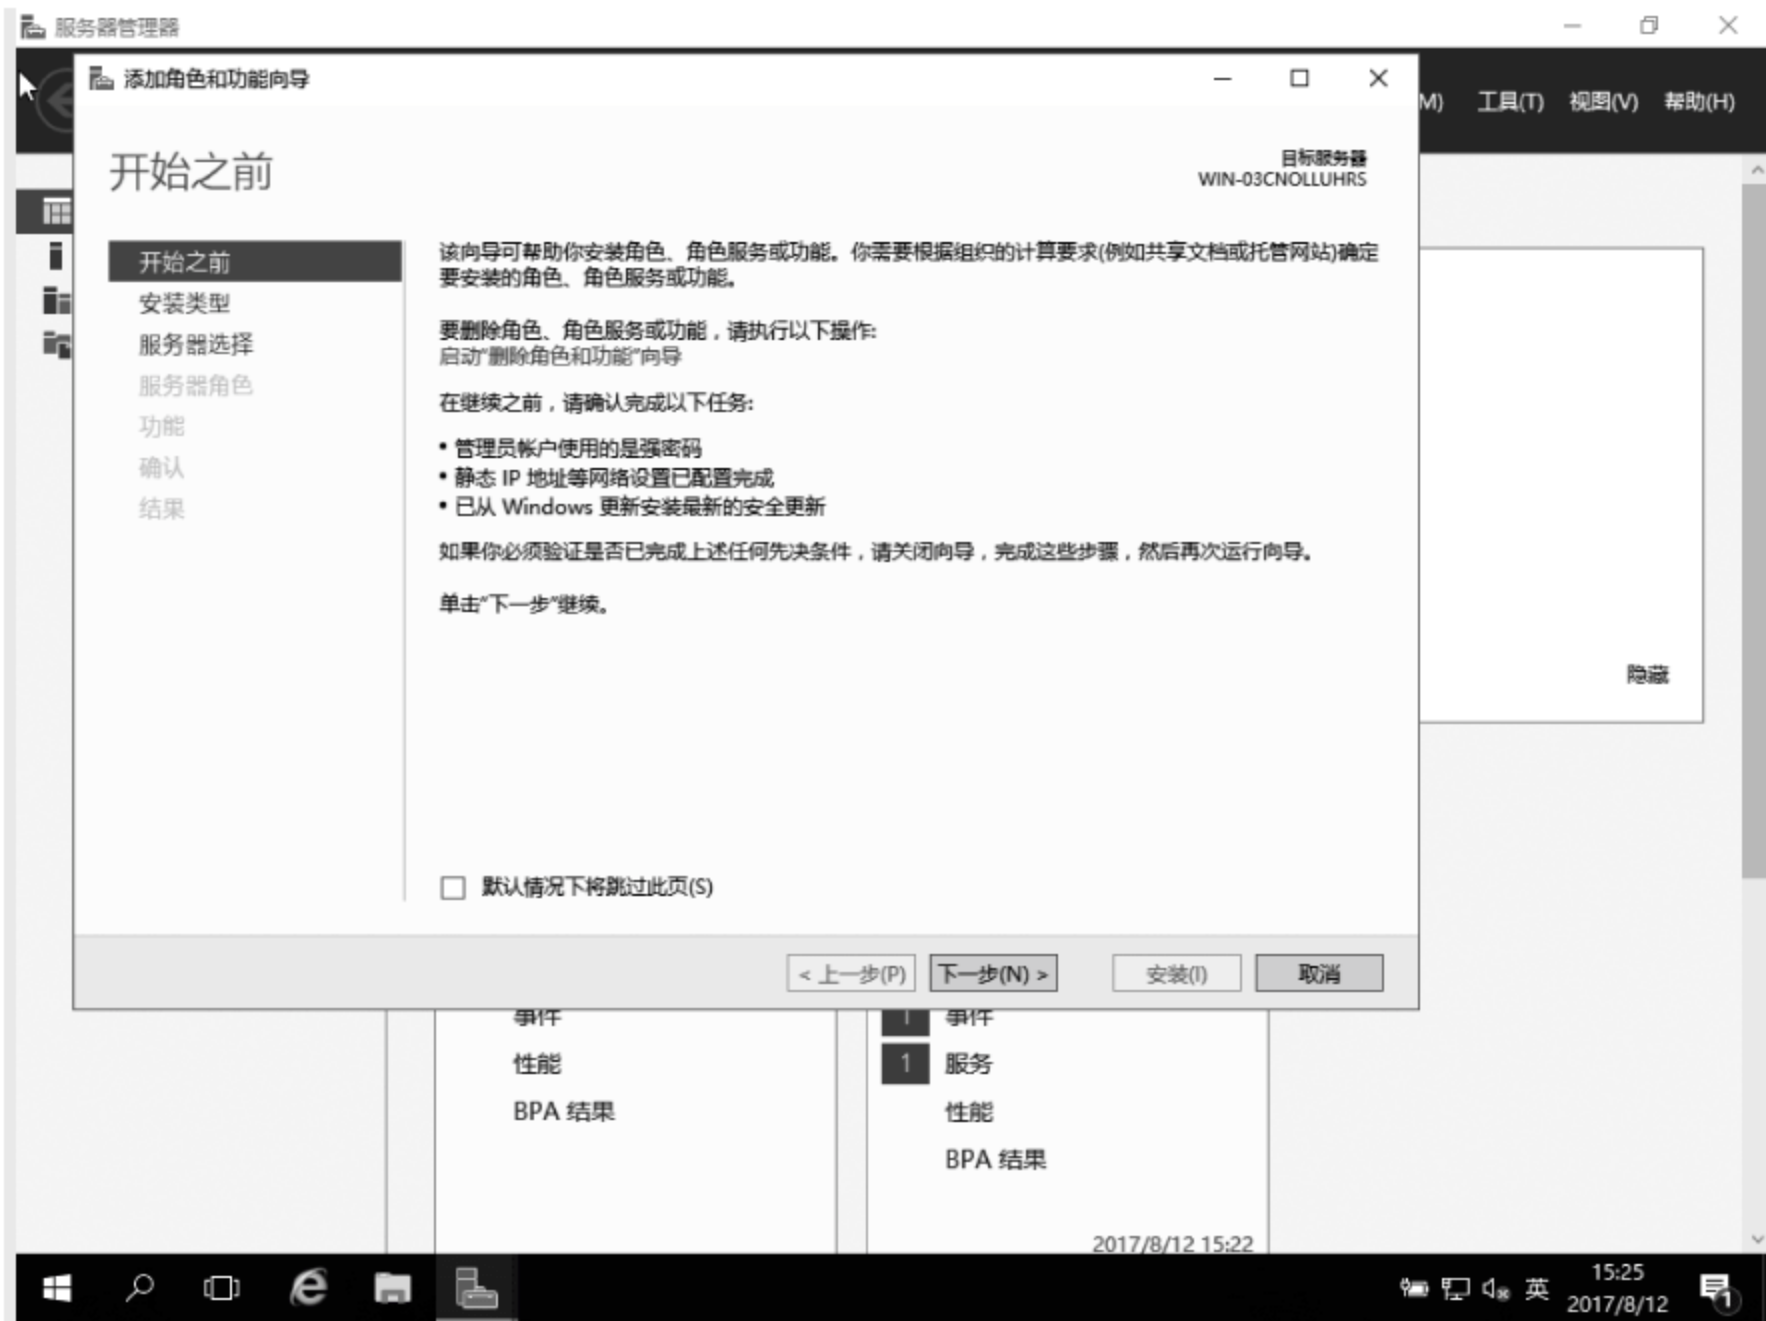 服务器管理器
添加角色和功能向导
M) 工具(T) 视图(V) 帮助(H)
开始之前
目标服务器
WIN-03CNOLLUHRS
开始之前
安装类型
服务器选择
服务器角色
功能
确认
结果
该向导可帮助你安装角色、角色服务或功能。你需要根据组织的计算要求(例如共享文档或托管网站)确定
要安装的角色、角色服务或功能。
要删除角色、角色服务或功能，请执行以下操作:
启动"删除角色和功能"向导
在继续之前，请确认完成以下任务:
• 管理员帐户使用的是强密码
• 静态 IP 地址等网络设置已配置完成
• 已从 Windows 更新安装最新的安全更新
如果你必须验证是否已完成上述任何先决条件，请关闭向导，完成这些步骤，然后再次运行向导。
单击"下一步"继续。
隐藏
默认情况下将跳过此页(S)
< 上一步(P) 下一步(N) > 安装(I) 取消
事件
性能
BPA 结果
1 事件
1 服务
性能
BPA 结果
2017/8/12 15:22
英
15:25
2017/8/12
1